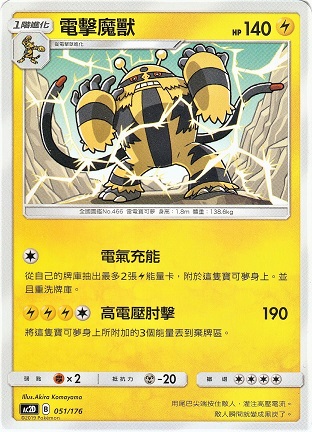 1階進化
電擊魔獸
HP 140
從電擊獸進化
全國圖鑑No.466 雷電寶可夢 身高：1.8m 體重：138.6kg
電氣充能
從自己的牌庫抽出最多2張能量卡，附於這隻寶可夢身上。並且重洗牌庫。
高電壓肘擊 190
將這隻寶可夢身上所附加的3個能量丟到棄牌區。
弱點 ×2 抵抗力 -20 撤退
Illus.Akira Komayama
AC2D B 051/176
©2019 Pokémon
用尾巴尖端按住敵人，灌注高壓電流。
敵人瞬間就變成黑炭了。